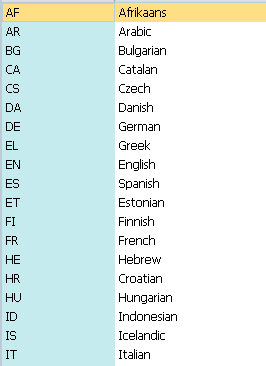 AF Afrikaans
AR Arabic
BG Bulgarian
CA Catalan
CS Czech
DA Danish
DE German
EL Greek
EN English
ES Spanish
ET Estonian
FI Finnish
FR French
HE Hebrew
HR Croatian
HU Hungarian
ID Indonesian
IS Icelandic
IT Italian